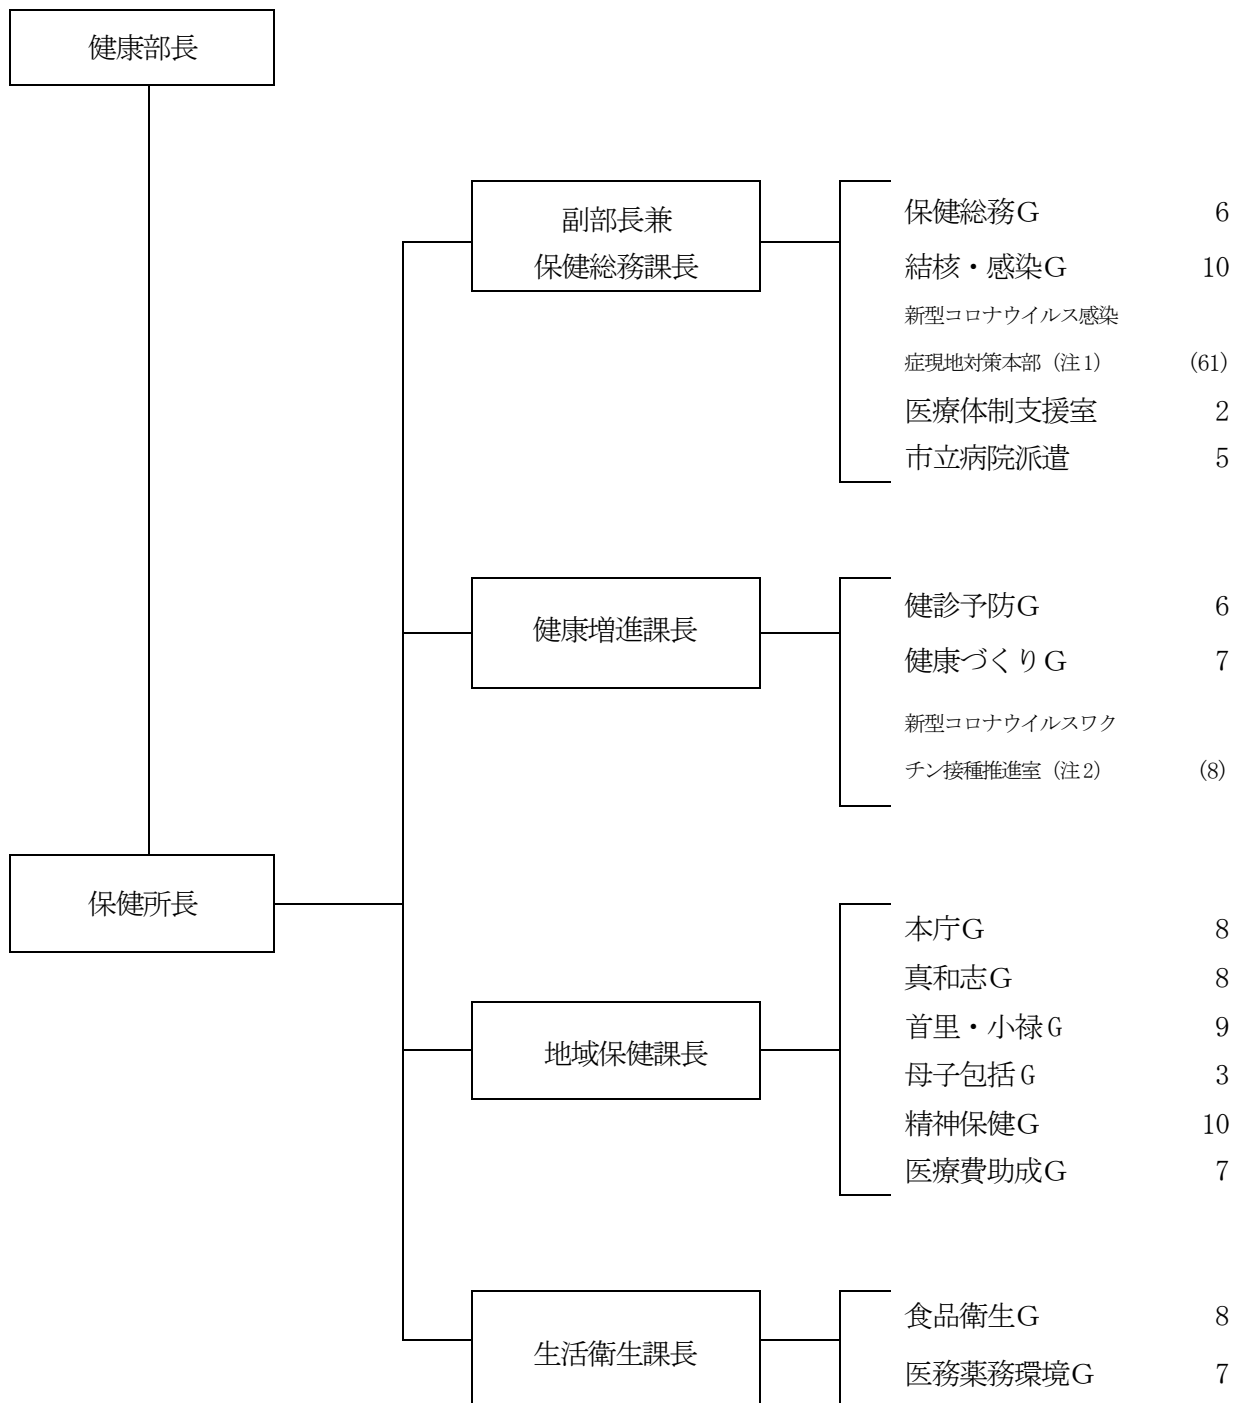 健康部長
副部長兼
保健総務課長
保健総務Ｇ 6
結核・感染Ｇ 10
新型コロナウイルス感染
症現地対策本部（注1） (61)
医療体制支援室 2
市立病院派遣 5
健康増進課長
健診予防Ｇ 6
健康づくりＧ 7
新型コロナウイルスワク
チン接種推進室（注2） (8)
保健所長
地域保健課長
本庁Ｇ 8
真和志Ｇ 8
首里・小禄G 9
母子包括G 3
精神保健Ｇ 10
医療費助成Ｇ 7
生活衛生課長
食品衛生Ｇ 8
医務薬務環境Ｇ 7